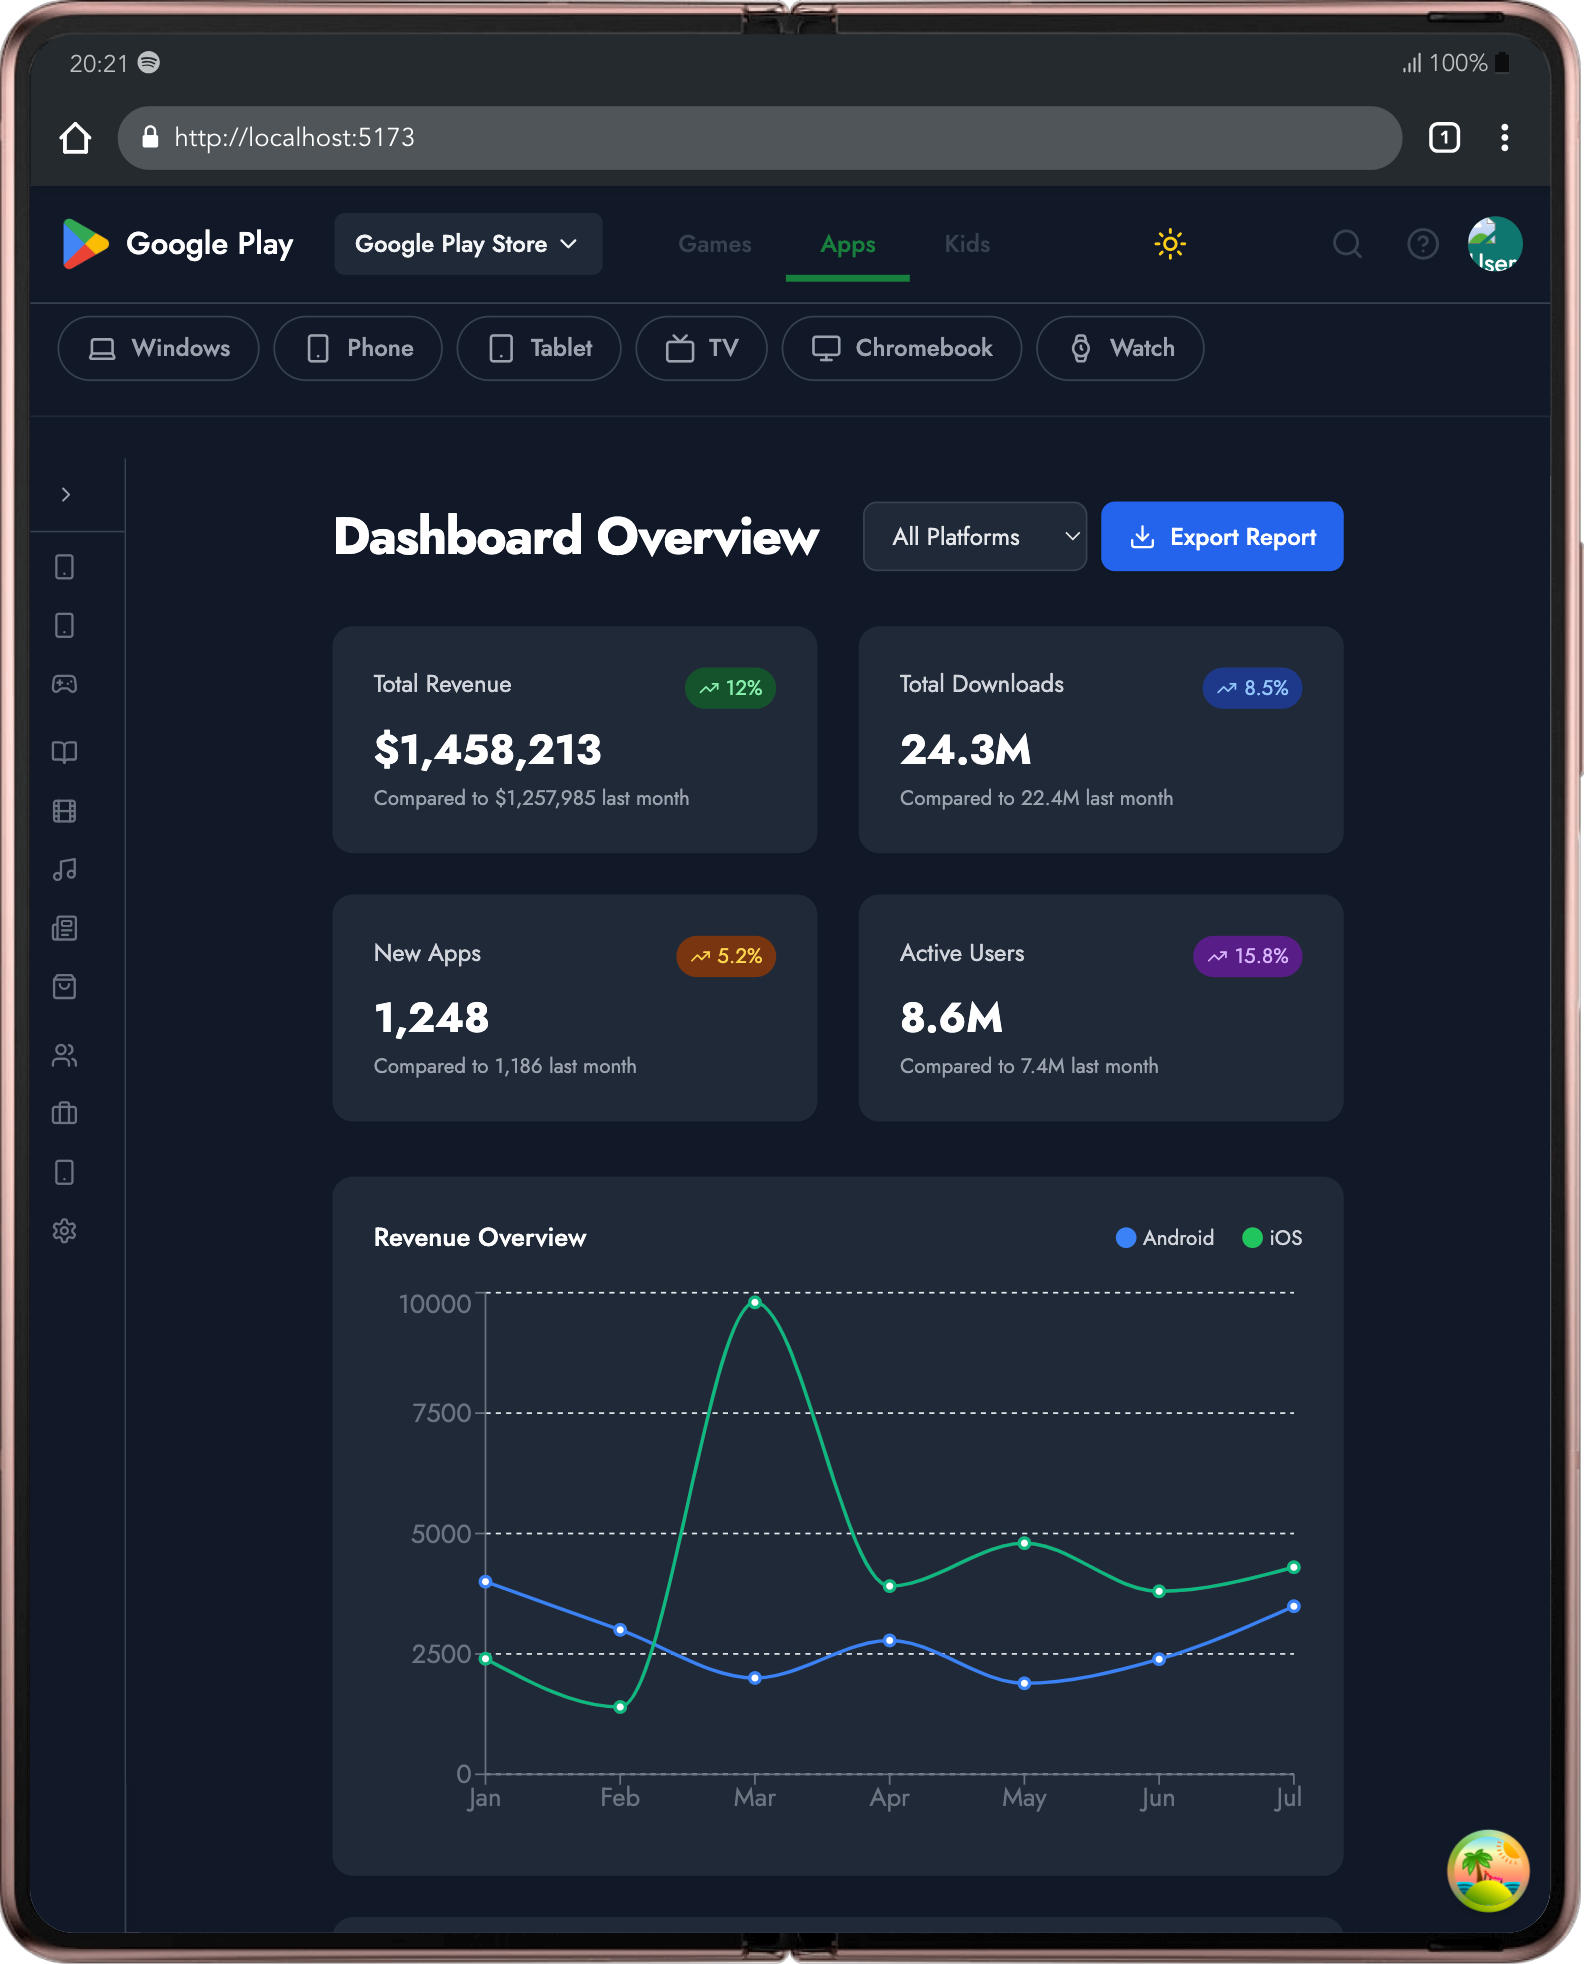 20:21 100%
http://localhost:5173 1
Google Play Google Play Store Games Apps Kids User
Windows Phone Tablet TV Chromebook Watch
Dashboard Overview All Platforms Export Report
Total Revenue 12%
$1,458,213
Compared to $1,257,985 last month
Total Downloads 8.5%
24.3M
Compared to 22.4M last month
New Apps 5.2%
1,248
Compared to 1,186 last month
Active Users 15.8%
8.6M
Compared to 7.4M last month
Revenue Overview Android iOS
10000
7500
5000
2500
0
Jan Feb Mar Apr May Jun Jul